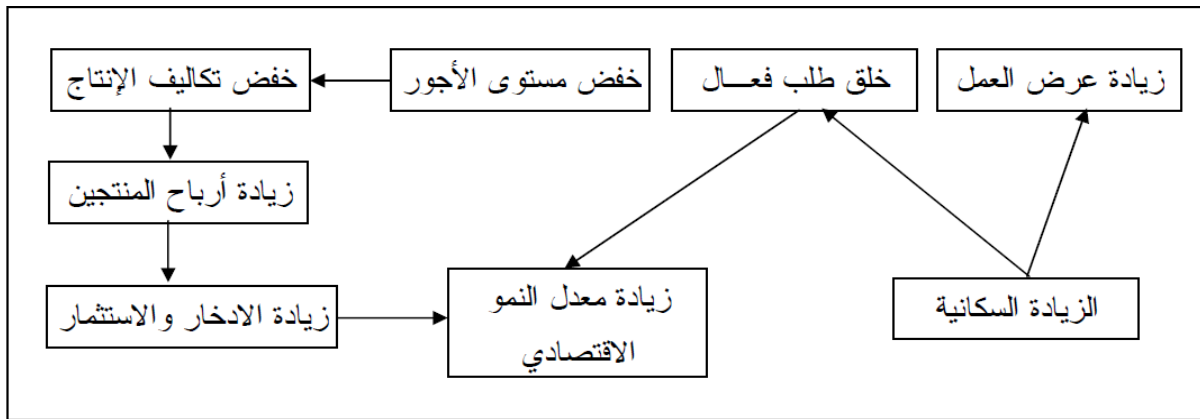 زيادة عرض العمل
خلق طلب فعـــال
خفض مستوى الأجور
خفض تكاليف الإنتاج
زيادة أرباح المنتجين
الزيادة السكانية
زيادة معدل النمو
الاقتصادي
زيادة الادخار والاستثمار